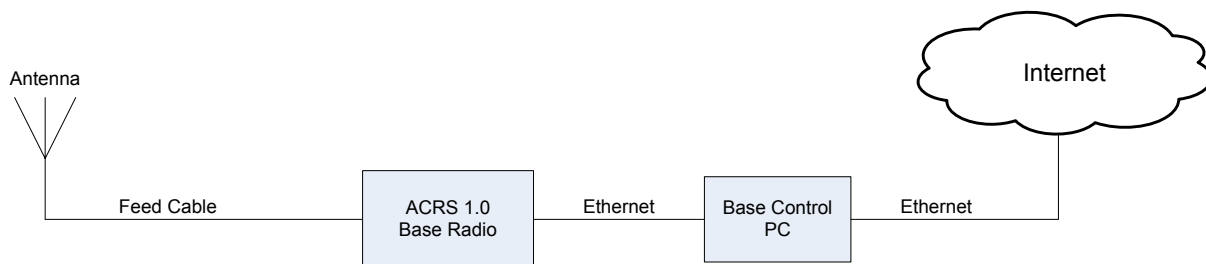 Antenna
Feed Cable
ACRS 1.0
Base Radio
Ethernet
Base Control
PC
Ethernet
Internet